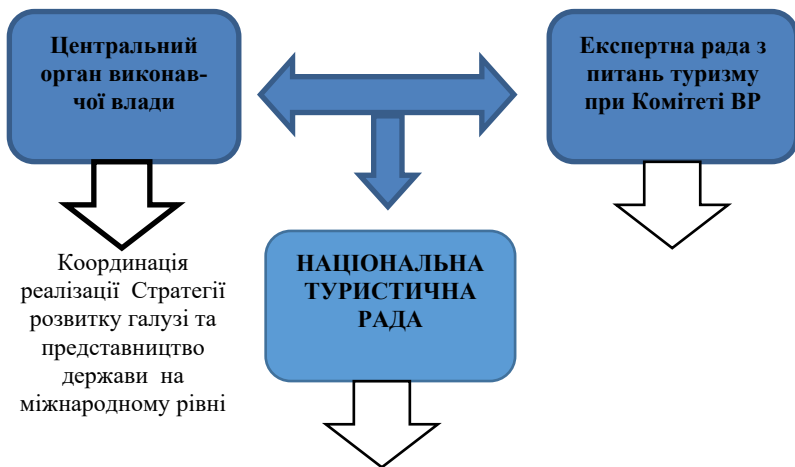 Центральний
орган виконав-
чої влади
Експертна рада з
питань туризму
при Комітеті ВР
Координація
реалізації Стратегії
розвитку галузі та
представництво
держави на
міжнародному рівні
НАЦІОНАЛЬНА
ТУРИСТИЧНА
РАДА